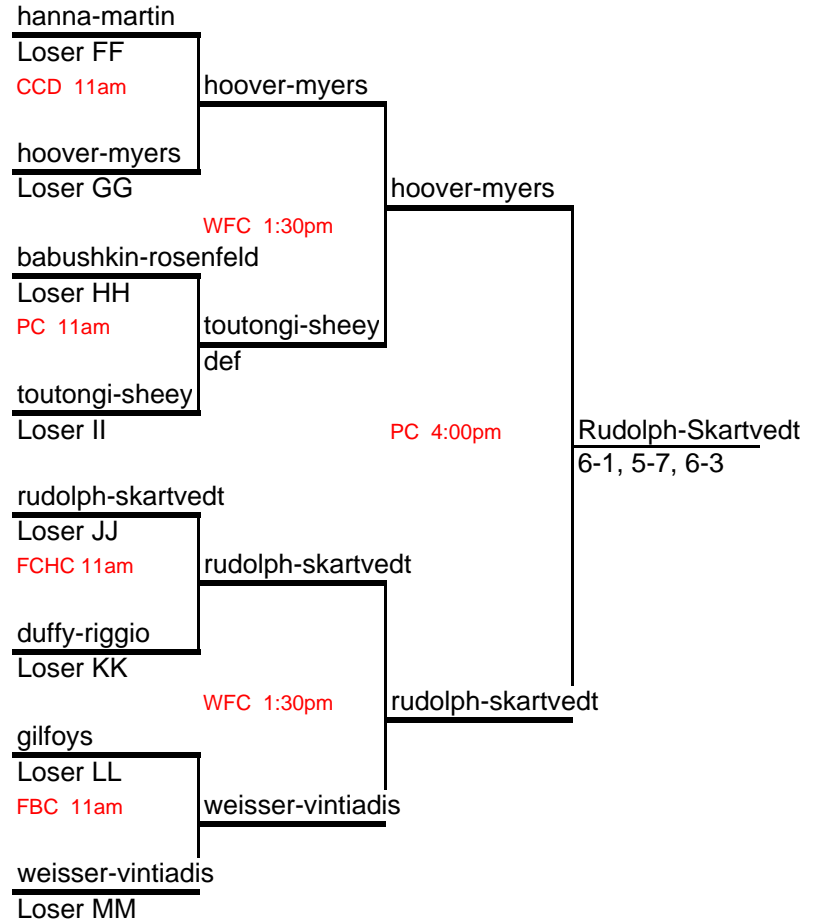 hanna-martin
Loser FF
CCD 11am
hoover-myers
hoover-myers
Loser GG
hoover-myers
WFC 1:30pm
babushkin-rosenfeld
Loser HH
PC 11am
toutongi-sheey
def
toutongi-sheey
Loser II
PC 4:00pm
Rudolph-Skartvedt
6-1, 5-7, 6-3
rudolph-skartvedt
Loser JJ
FCHC 11am
rudolph-skartvedt
duffy-riggio
Loser KK
WFC 1:30pm
rudolph-skartvedt
gilfoys
Loser LL
FBC 11am
weisser-vintiadis
weisser-vintiadis
Loser MM